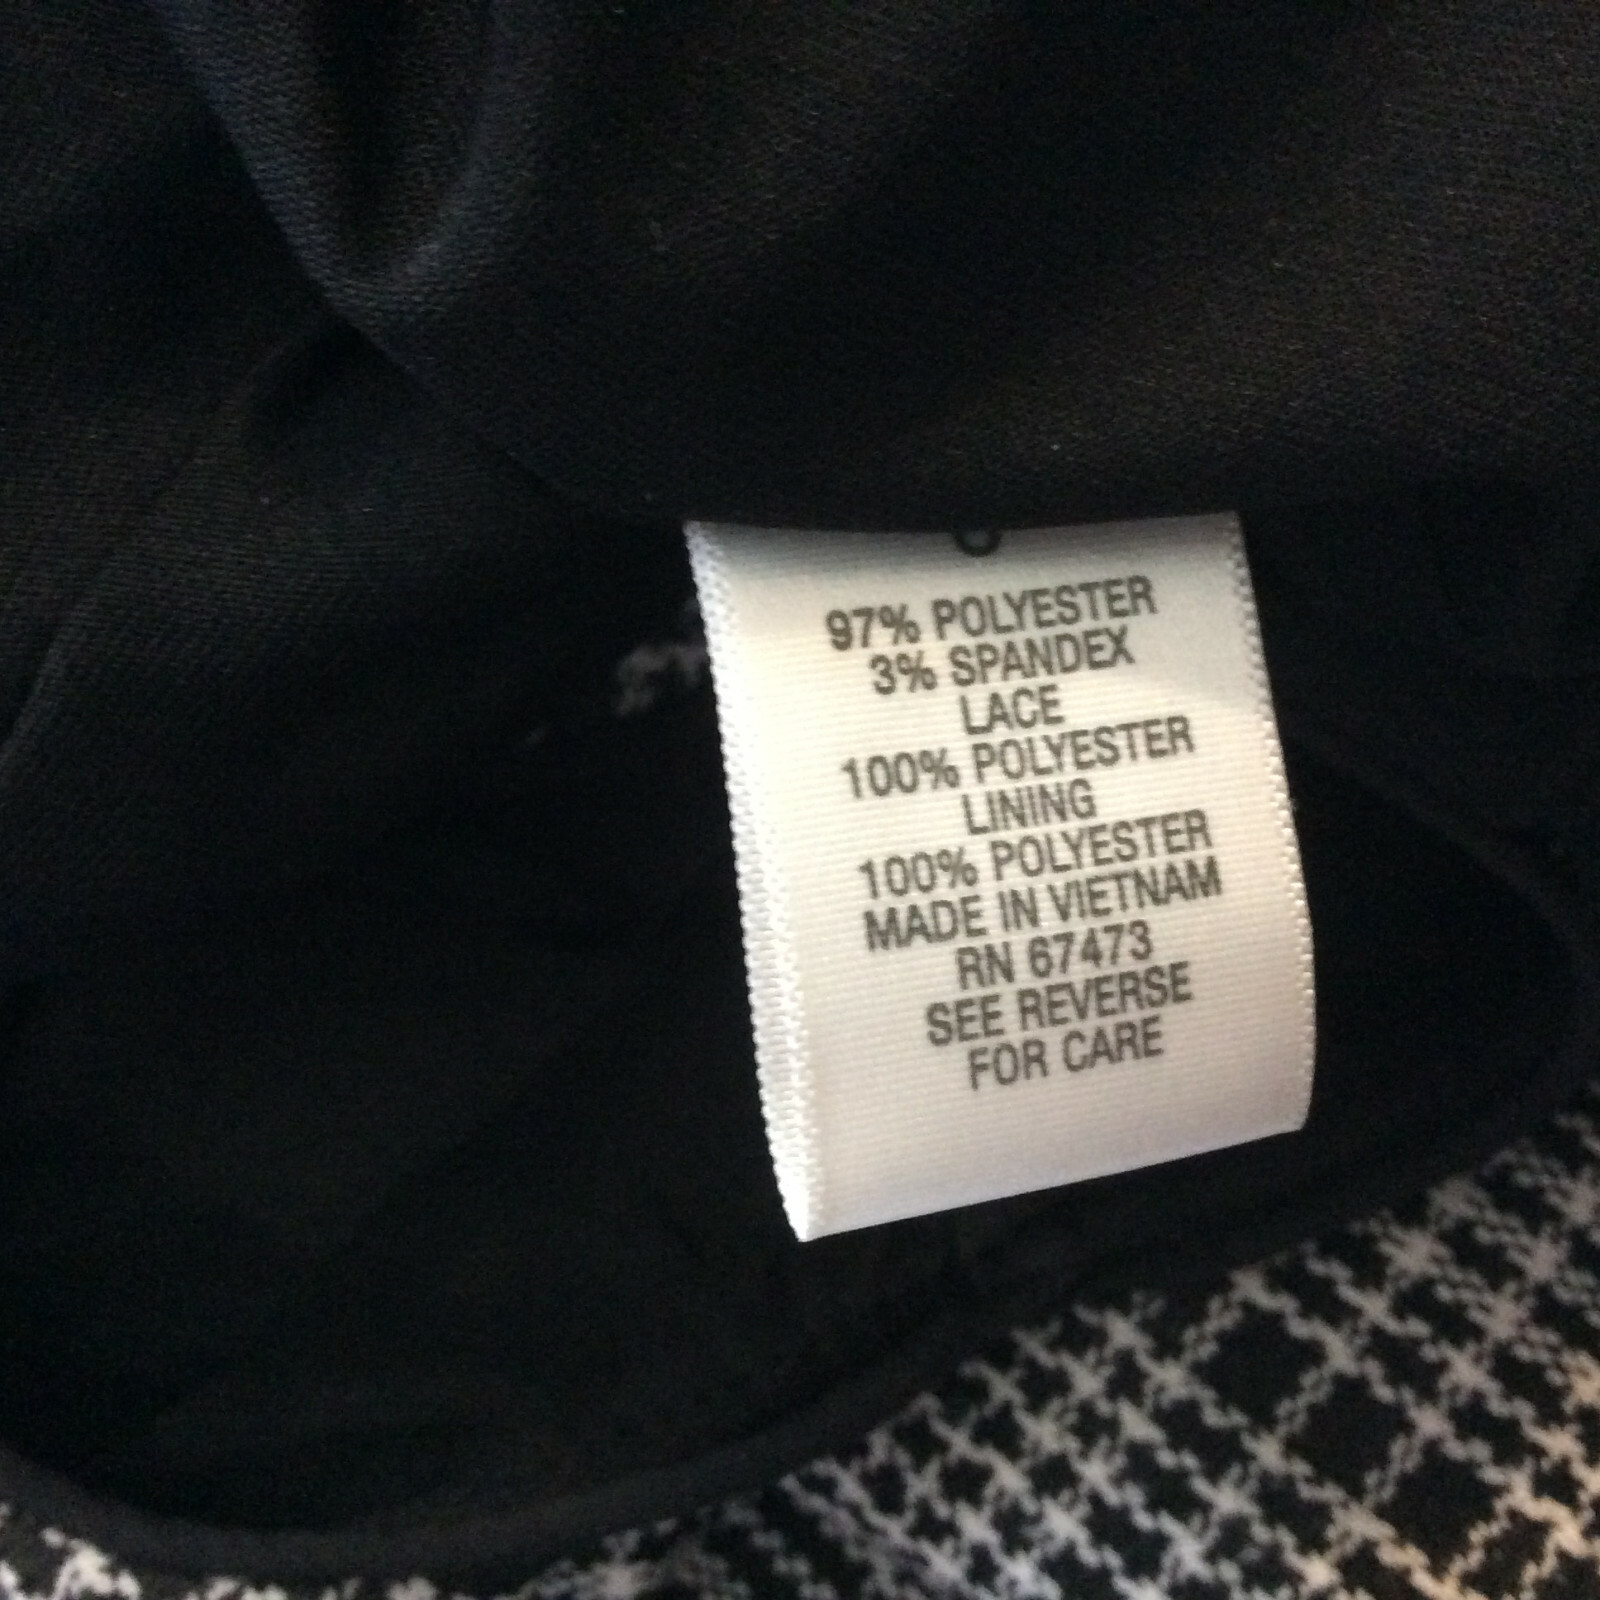 97% POLYESTER
3% SPANDEX
LACE
100% POLYESTER
LINING
100% POLYESTER
MADE IN VIETNAM
RN 67473
SEE REVERSE
FOR CARE